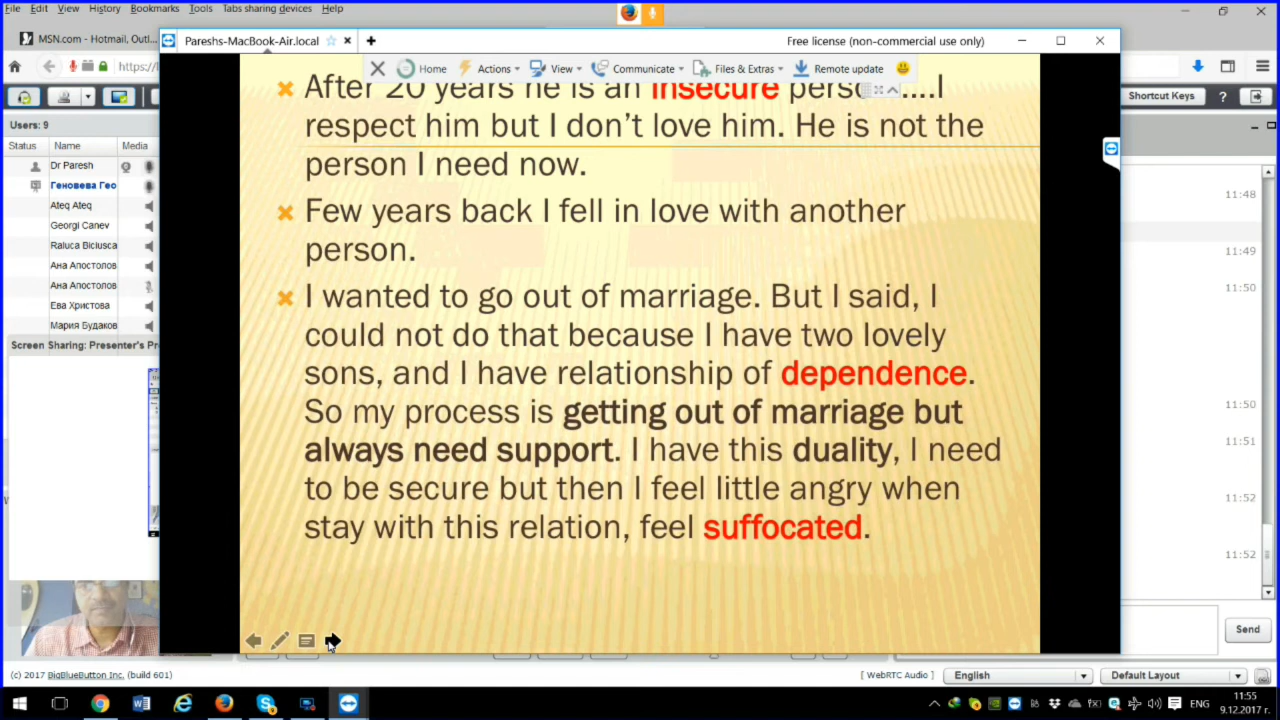 File Edit View History Bookmarks Tools Tabs sharing devices Help
MSN.com - Hotmail, Outl...
Pareshs-MacBook-Air.local
Free license (non-commercial use only)
https://
Home Actions View Communicate Files & Extras Remote update
Shortcut Keys
Users: 9
Status Name Media
Dr Paresh
Геновева Гео
Ateq Ateq
Georgi Canev
Raluca Biciusca
Ана Апостолов
Ана Апостолов
Ева Христова
Мария Будаков
Screen Sharing: Presenter's Pr
After 20 years he is an insecure ....I
respect him but I don’t love him. He is not the
person I need now.
Few years back I fell in love with another
person.
I wanted to go out of marriage. But I said, I
could not do that because I have two lovely
sons, and I have relationship of dependence.
So my process is getting out of marriage but
always need support. I have this duality, I need
to be secure but then I feel little angry when
stay with this relation, feel suffocated.
11:48
11:49
11:50
11:50
11:51
11:52
11:52
Send
(c) 2017 BigBlueButton Inc. (build 601)
[ WebRTC Audio ]
English
Default Layout
ENG
11:55
9.12.2017 г.